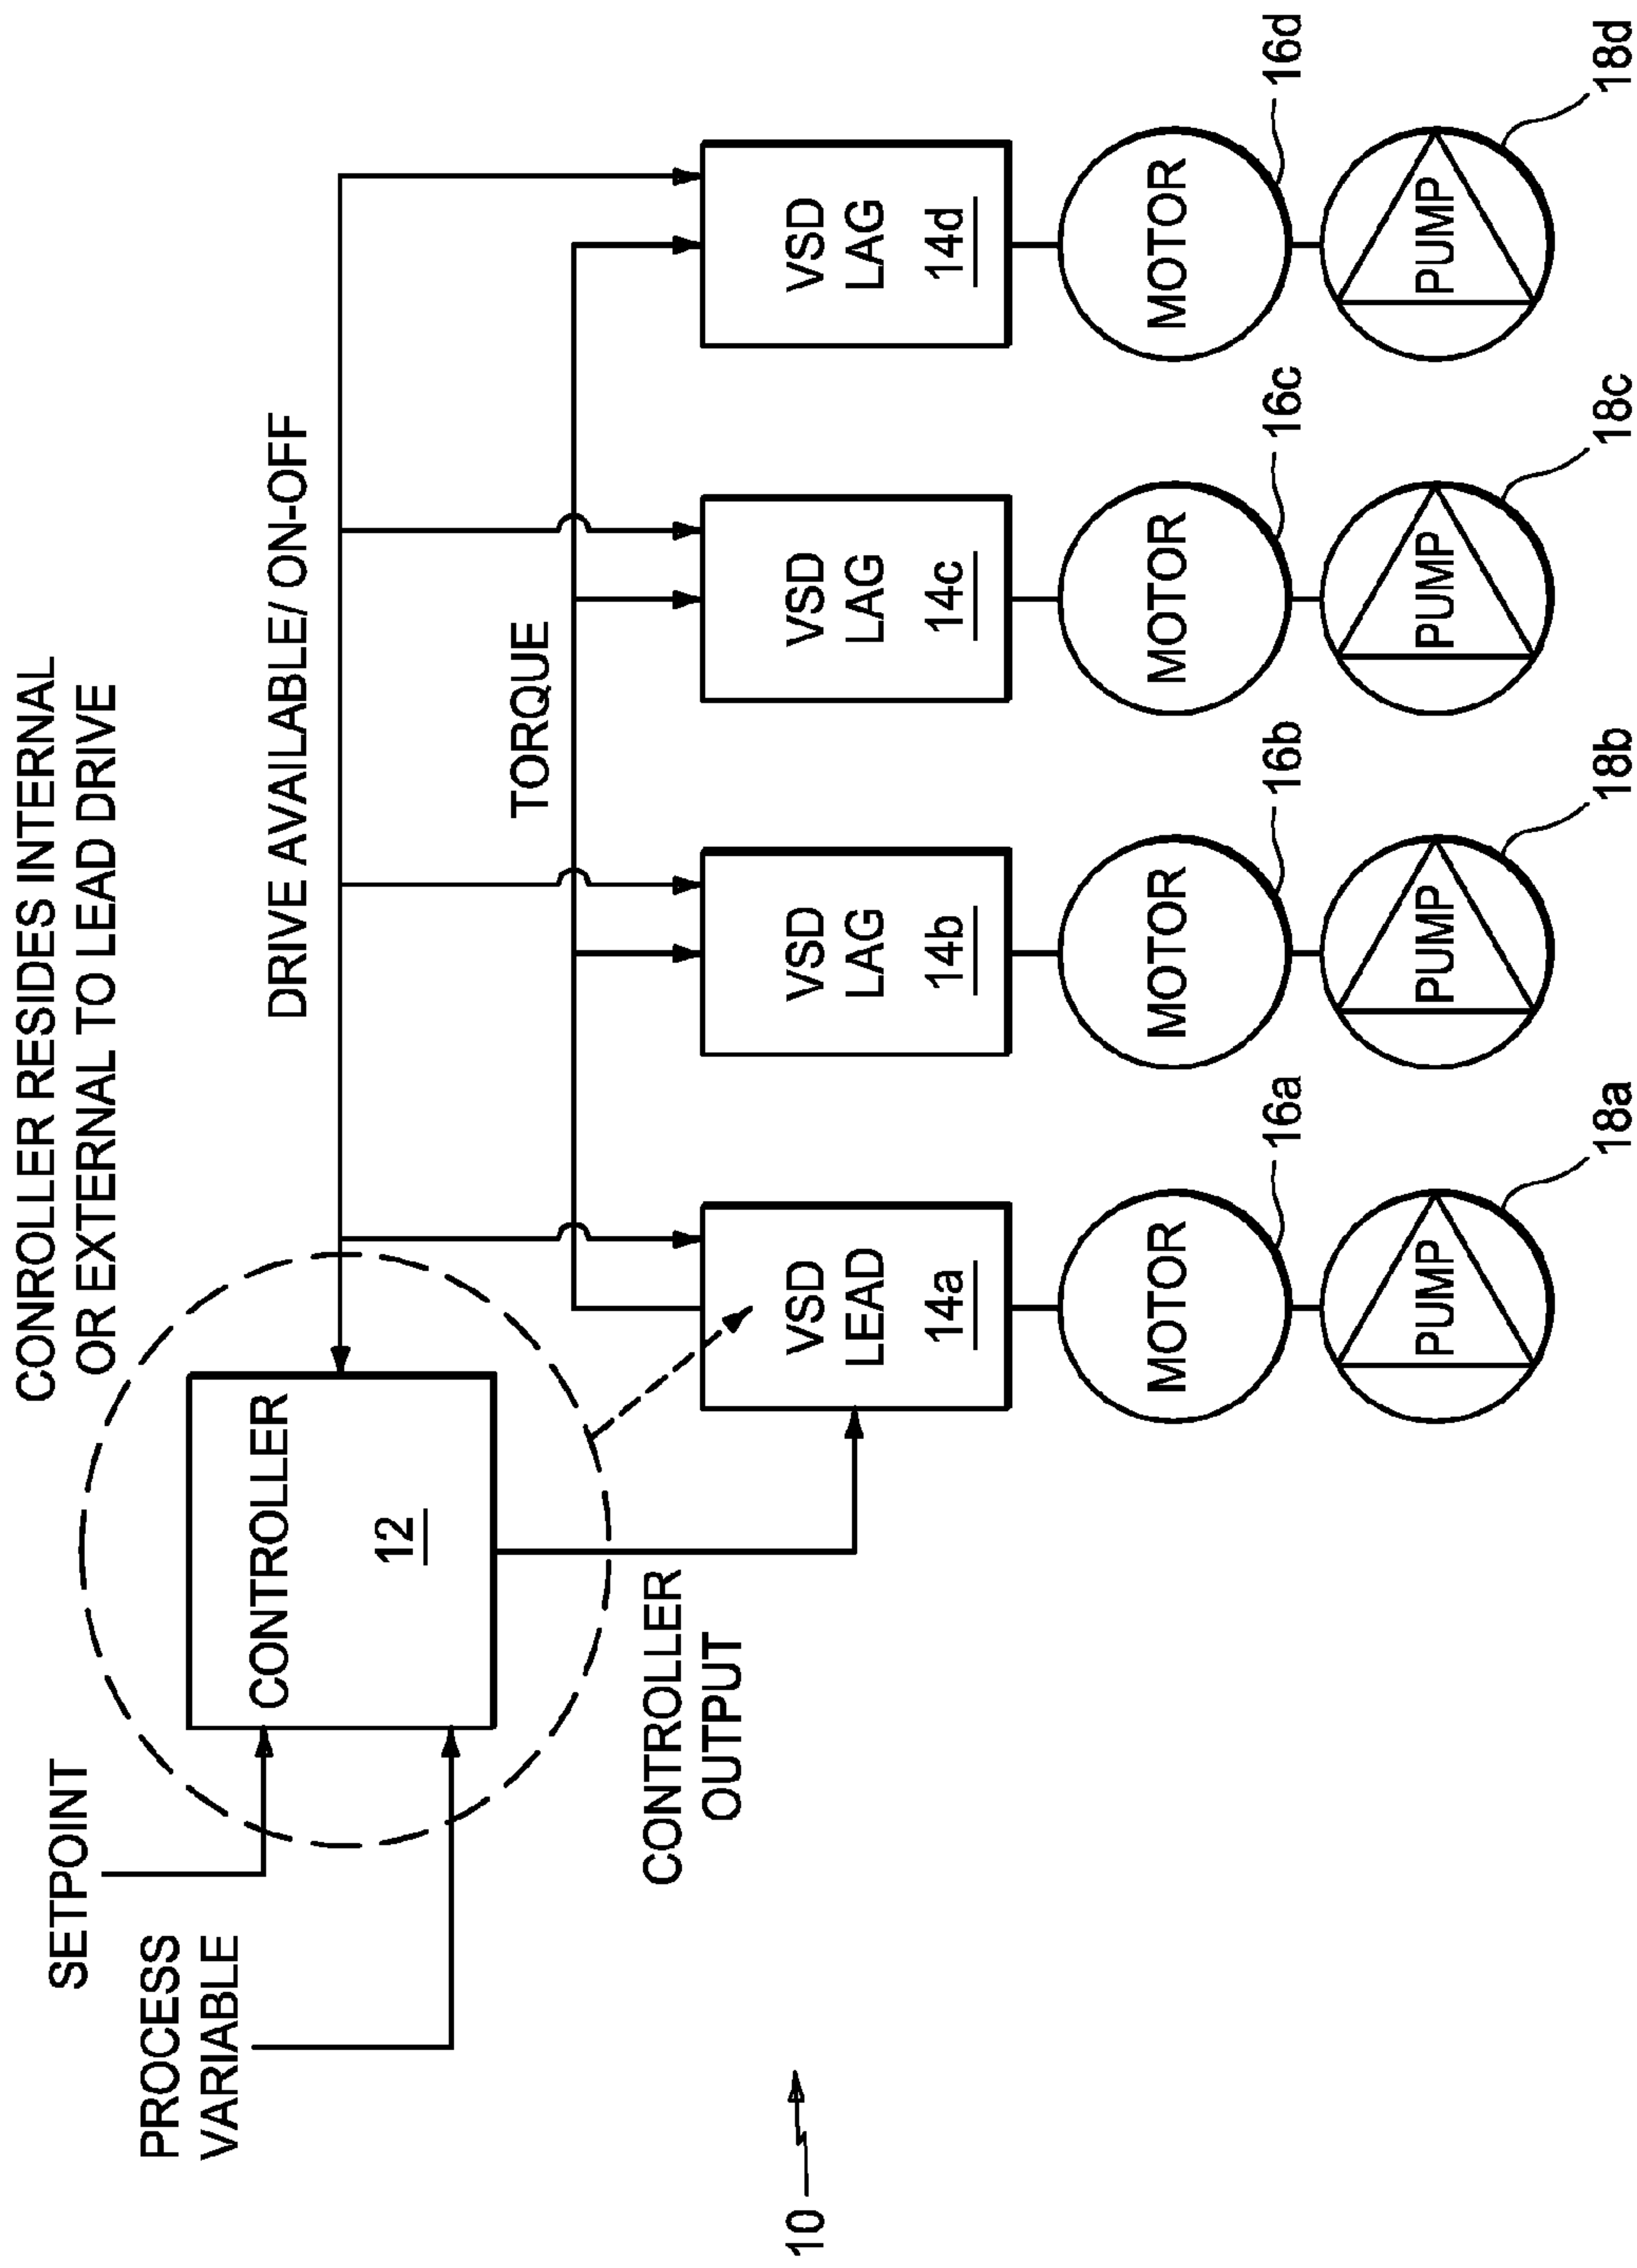 CONROLLER RESIDES INTERNAL
OR EXTERNAL TO LEAD DRIVE
SETPOINT
PROCESS
VARIABLE
CONTROLLER
12
DRIVE AVAILABLE/ ON-OFF
TORQUE
CONTROLLER
OUTPUT
VSD
LEAD
14a
VSD
LAG
14b
VSD
LAG
14c
VSD
LAG
14d
MOTOR
16a
MOTOR
16b
MOTOR
16c
MOTOR
16d
PUMP
18a
PUMP
18b
PUMP
18c
PUMP
18d
10